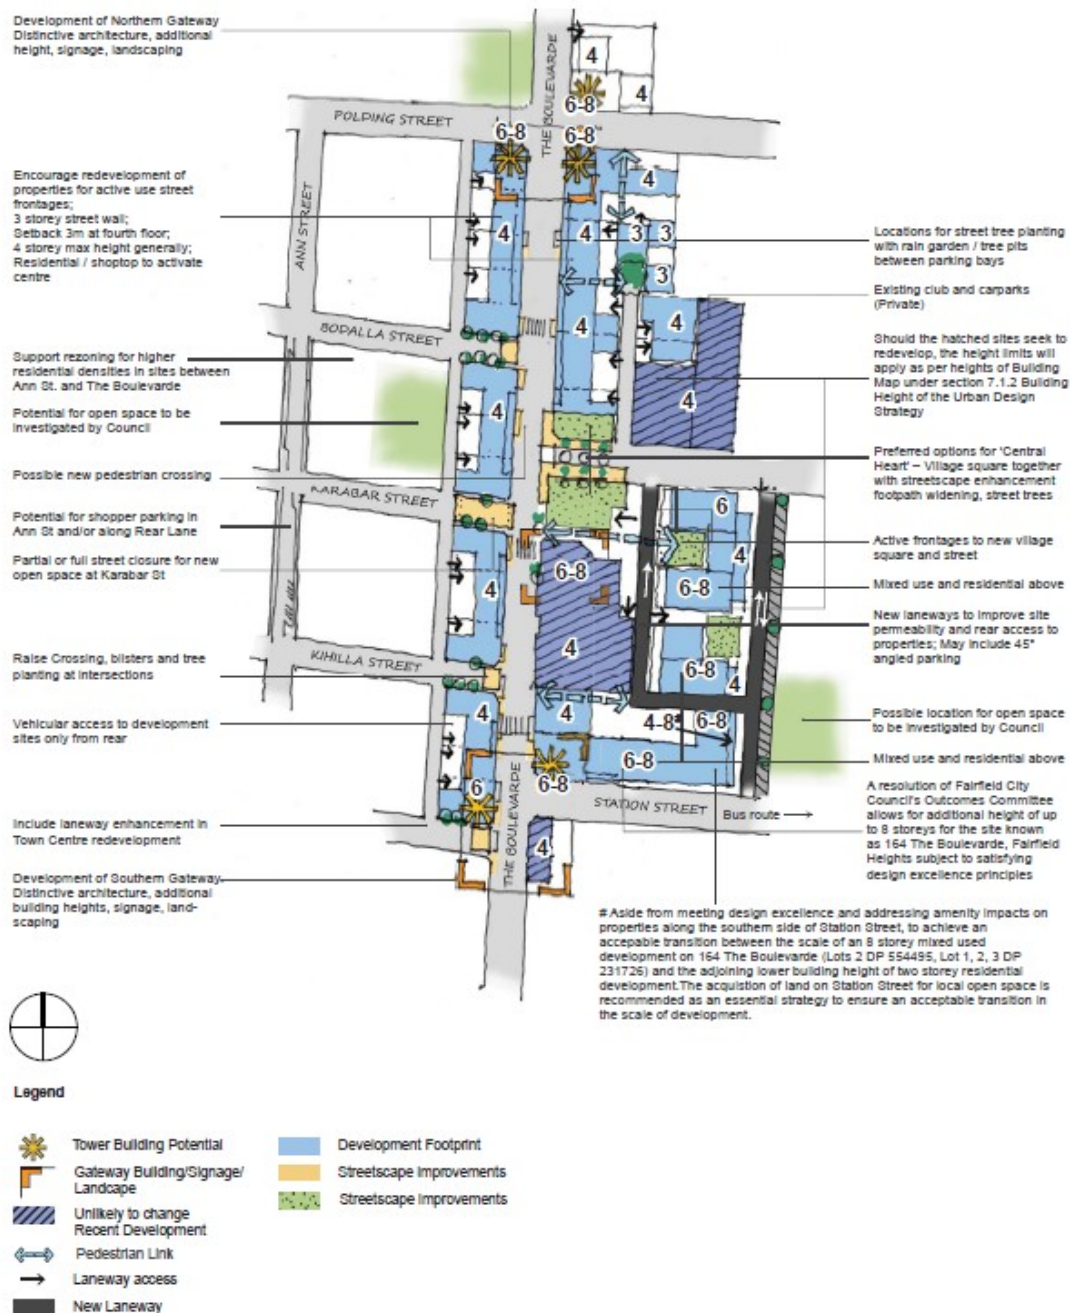 Development of Northern Gateway
Distinctive architecture, additional
height, signage, landscaping
Encourage redevelopment of
properties for active use street
frontages;
3 storey street wall;
Setback 3m at fourth floor;
4 storey max height generally;
Residential / shoptop to activate
centre
Support rezoning for higher
residential densities in sites between
Ann St. and The Boulevarde
Potential for open space to be
investigated by Council
Possible new pedestrian crossing
Potential for shopper parking in
Ann St and/or along Rear Lane
Partial or full street closure for new
open space at Karabar St
Raise Crossing, blisters and tree
planting at intersections
Vehicular access to development
sites only from rear
Include laneway enhancement in
Town Centre redevelopment
Development of Southern Gateway
Distinctive architecture, additional
building heights, signage, land-
scaping
THE BOULEVARDE
POLDING STREET
ANN STREET
BODALLA STREET
KARABAR STREET
KIHILLA STREET
THE BOULEVARDE
STATION STREET
Bus route
4
4
6-8
6-8
6-8
4
4
4
3
3
3
4
4
4
4
4
6
4
6-8
6-8
4
4
6-8
4
4
4
4-8#
6-8
6-8
6-8
6
4
Locations for street tree planting
with rain garden / tree pits
between parking bays
Existing club and carparks
(Private)
Should the hatched sites seek to
redevelop, the height limits will
apply as per heights of Building
Map under section 7.1.2 Building
Height of the Urban Design
Strategy
Preferred options for 'Central
Heart' – Village square together
with streetscape enhancement
footpath widening, street trees
Active frontages to new village
square and street
Mixed use and residential above
New laneways to improve site
permeability and rear access to
properties; May include 45°
angled parking
Possible location for open space
to be investigated by Council
Mixed use and residential above
A resolution of Fairfield City
Council's Outcomes Committee
allows for additional height of up
to 8 storeys for the site known
as 164 The Boulevarde, Fairfield
Heights subject to satisfying
design excellence principles
# Aside from meeting design excellence and addressing amenity impacts on
properties along the southern side of Station Street, to achieve an
accepable transition between the scale of an 8 storey mixed used
development on 164 The Boulevarde (Lots 2 DP 554495, Lot 1, 2, 3 DP
231726) and the adjoining lower building height of two storey residential
development.The acquistion of land on Station Street for local open space is
recommended as an essential strategy to ensure an acceptable transition in
the scale of development.
Legend
Tower Building Potential
Gateway Building/Signage/
Landcape
Unlikely to change
Recent Development
Pedestrian Link
Laneway access
New Laneway
Development Footprint
Streetscape Improvements
Streetscape Improvements